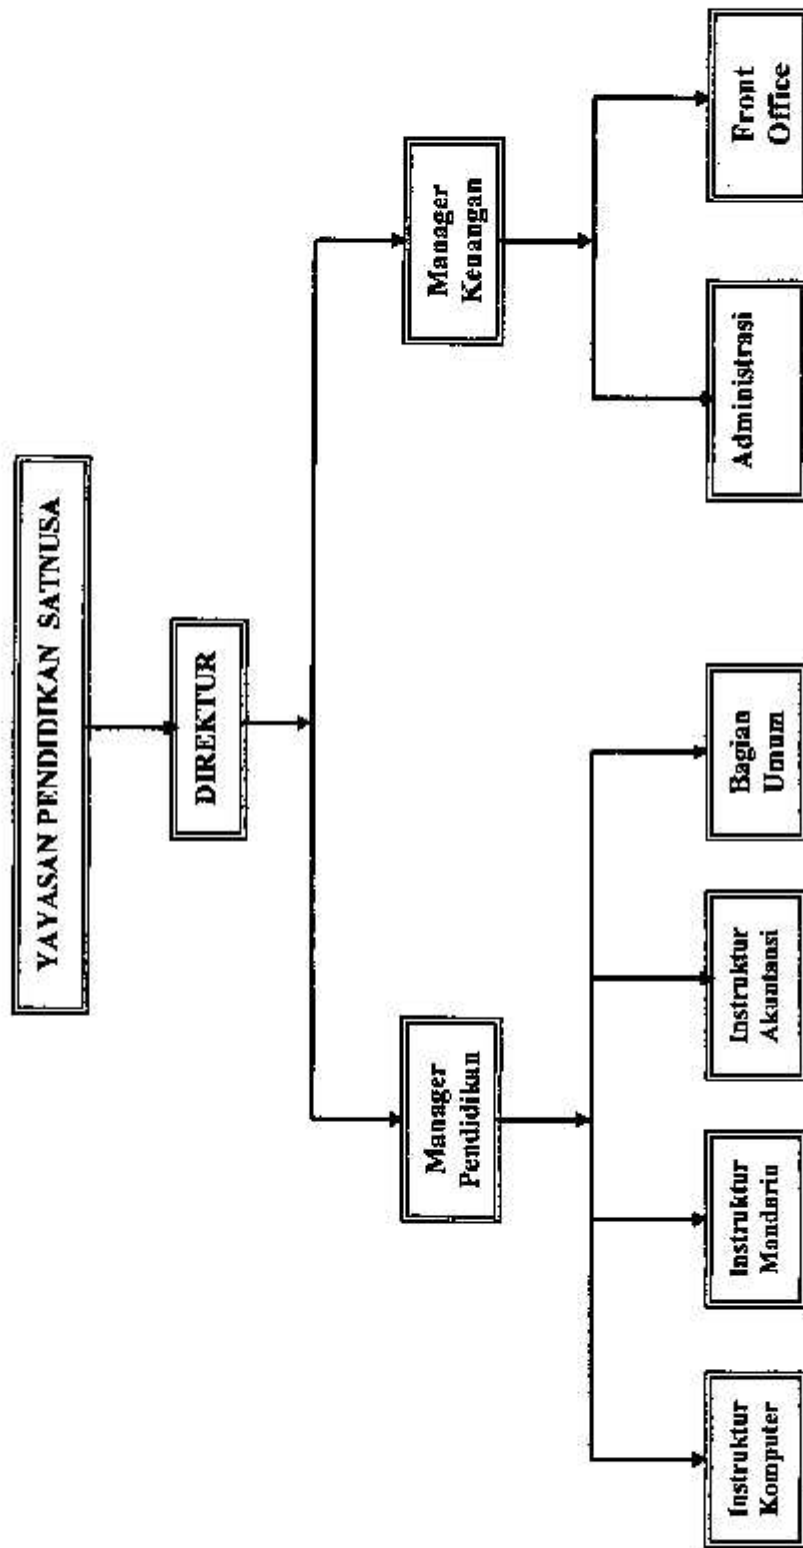 YAYASAN PENDIDIKAN SATNUSA
DIREKTUR
Manager
Pendidikan
Manager
Keuangan
Instruktur
Komputer
Instruktur
Mandarin
Instruktur
Akuntansi
Bagian
Umum
Administrasi
Front
Office